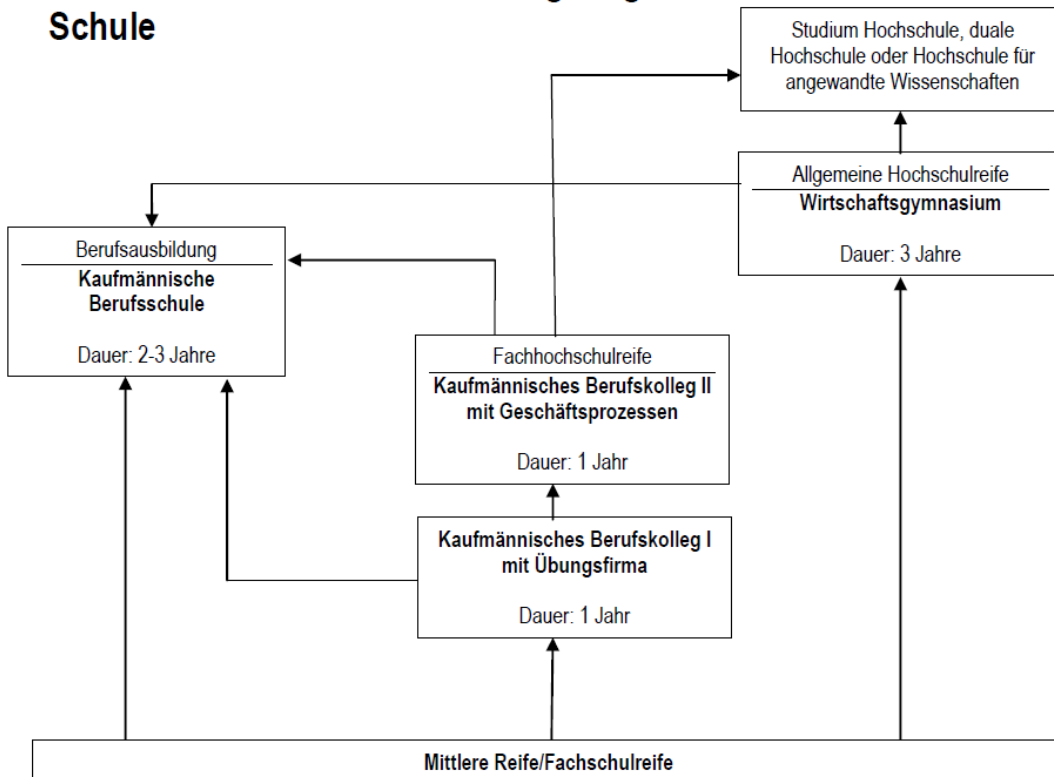 Schule
Studium Hochschule, duale
Hochschule oder Hochschule für
angewandte Wissenschaften
Allgemeine Hochschulreife
Wirtschaftsgymnasium
Dauer: 3 Jahre
Berufsausbildung
Kaufmännische
Berufsschule
Dauer: 2-3 Jahre
Fachhochschulreife
Kaufmännisches Berufskolleg II
mit Geschäftsprozessen
Dauer: 1 Jahr
Kaufmännisches Berufskolleg I
mit Übungsfirma
Dauer: 1 Jahr
Mittlere Reife/Fachschulreife